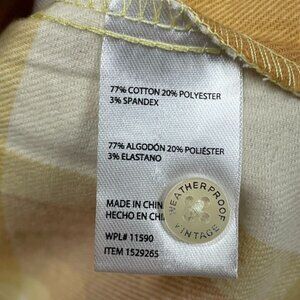 77% COTTON 20% POLYESTER
3% SPANDEX
77% ALGODÓN 20% POLIÉSTER
3% ELASTANO
MADE IN CHIN
HECHO EN CHI
WPL# 11590
ITEM 1529265
WEATHERPROOF
VINTAGE